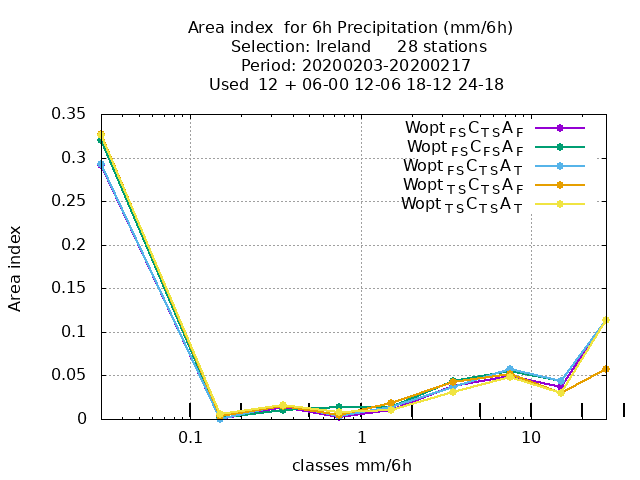 Area index  for 6h Precipitation (mm/6h)
Selection: Ireland     28 stations
Period: 20200203-20200217
Used  12 + 06-00 12-06 18-12 24-18
Wopt FS C TS A F
Wopt FS C FS A F
Wopt FS C TS A T
Wopt TS C TS A F
Wopt TS C TS A T
0.35
0.3
0.25
0.2
0.15
0.1
0.05
0
Area index
0.1 1 10
classes mm/6h